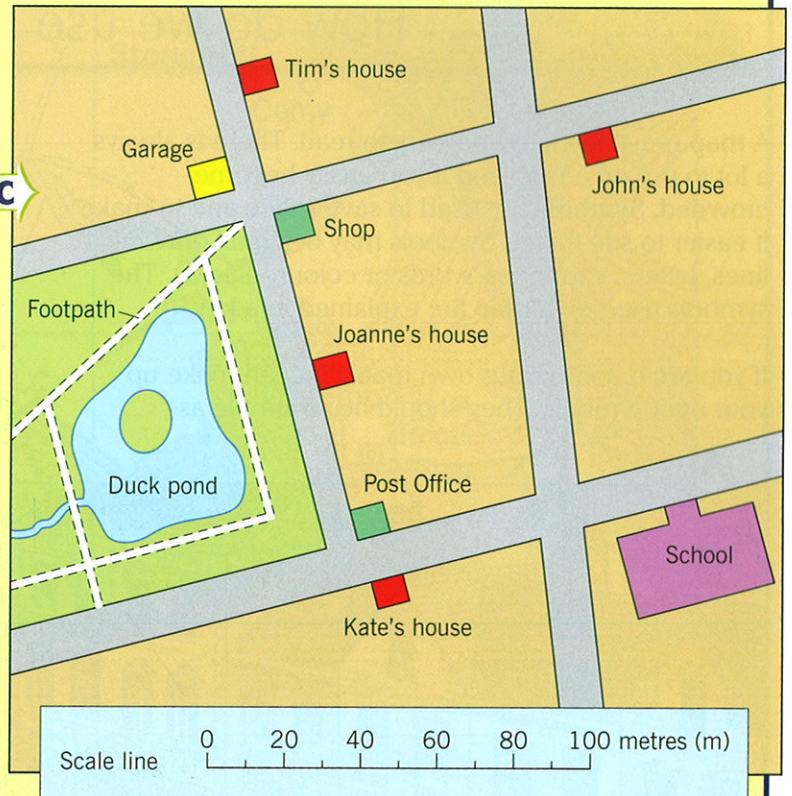 Tim's house
Garage
C
John's house
Shop
Footpath
Joanne's house
Duck pond
Post Office
School
Kate's house
0 20 40 60 80 100 metres (m)
Scale line